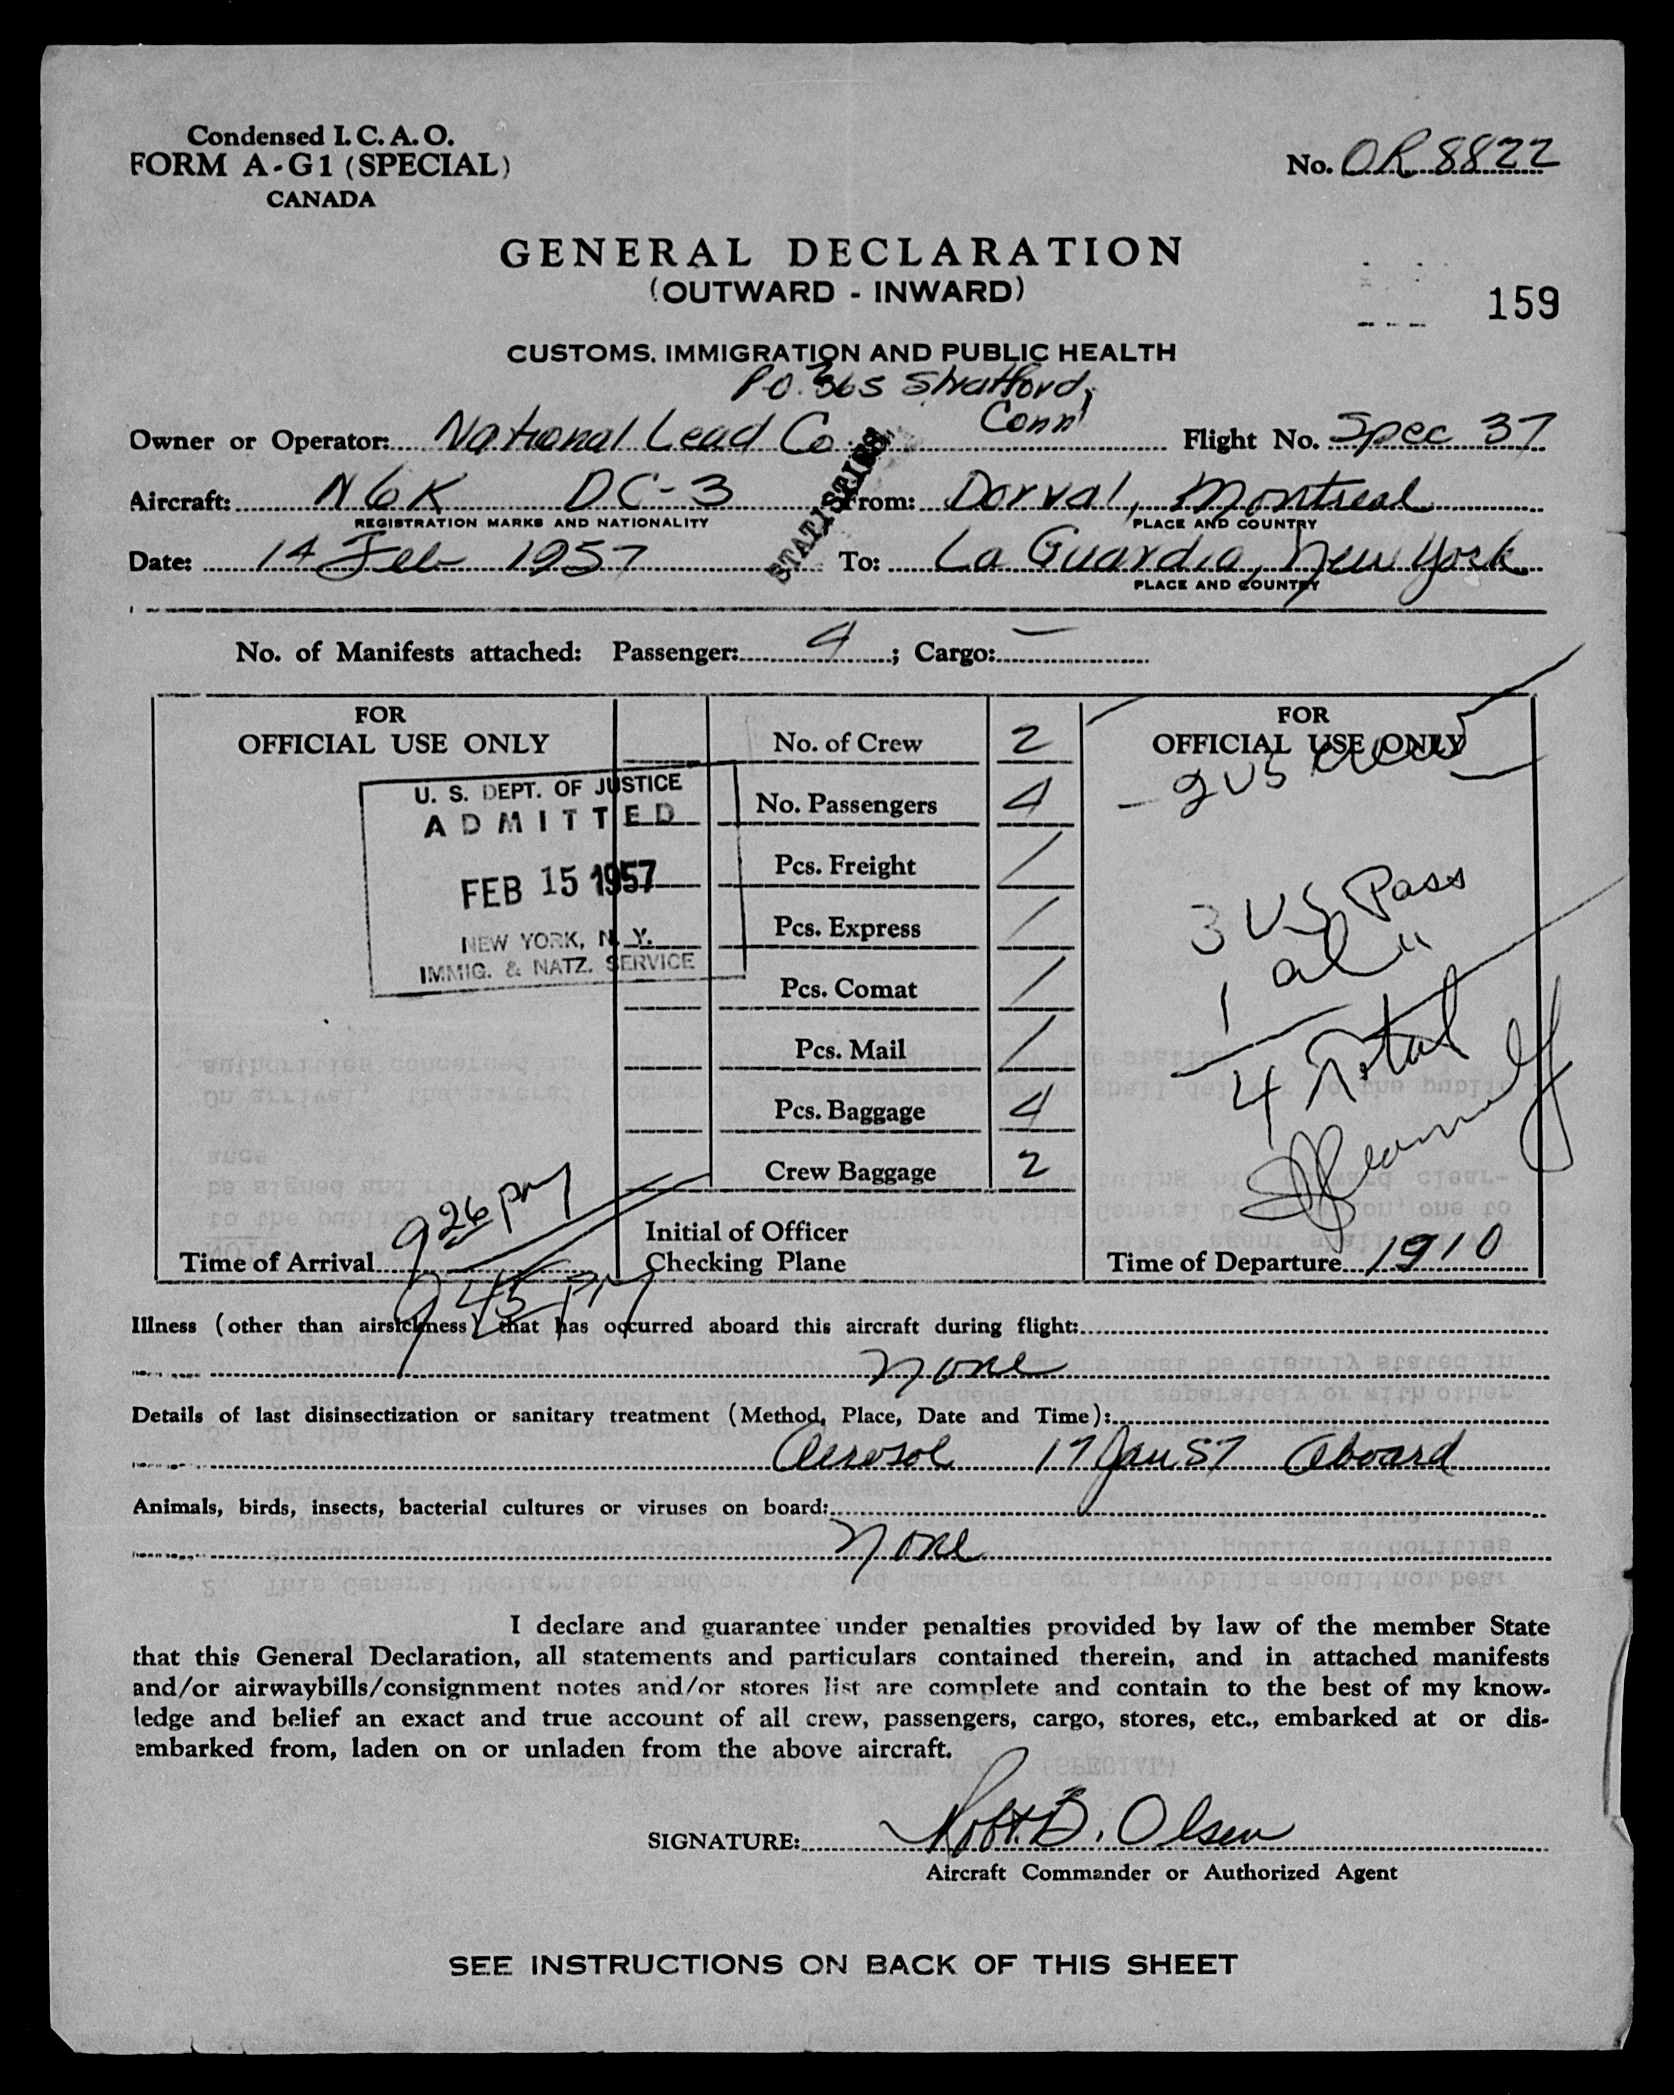 Condensed I. C. A. O.
FORM A-G1 (SPECIAL)
CANADA
No. OR 8822
GENERAL DECLARATION
(OUTWARD - INWARD)
159
CUSTOMS, IMMIGRATION AND PUBLIC HEALTH
P.O. 365 Stratford,
Conn
Owner or Operator: National Lead Co. Flight No. Spec 37
STATISTICS
Aircraft: N6K DC-3 From: Dorval, Montreal
REGISTRATION MARKS AND NATIONALITY PLACE AND COUNTRY
Date: 14 Feb 1957 To: La Guardia, New York
PLACE AND COUNTRY
No. of Manifests attached: Passenger: 4; Cargo: —
FOR
OFFICIAL USE ONLY
U. S. DEPT. OF JUSTICE
ADMITTED
FEB 15 1957
NEW YORK, N. Y.
IMMIG. & NATZ. SERVICE
Time of Arrival 9 26 pm
9 45 PM
No. of Crew 2
No. Passengers 4
Pcs. Freight /
Pcs. Express /
Pcs. Comat /
Pcs. Mail /
Pcs. Baggage 4
Crew Baggage 2
Initial of Officer
Checking Plane
FOR
OFFICIAL USE ONLY
- 2 US Crew
3 US Pass
1 al "
4 Total
Time of Departure 1910
Illness (other than airsickness) that has occurred aboard this aircraft during flight:
None
Details of last disinsectization or sanitary treatment (Method, Place, Date and Time):
Aerosol 17 Jan 57 Aboard
Animals, birds, insects, bacterial cultures or viruses on board:
None
I declare and guarantee under penalties provided by law of the member State
that this General Declaration, all statements and particulars contained therein, and in attached manifests
and/or airwaybills/consignment notes and/or stores list are complete and contain to the best of my know-
ledge and belief an exact and true account of all crew, passengers, cargo, stores, etc., embarked at or dis-
embarked from, laden on or unladen from the above aircraft.
SIGNATURE: Robt. B. Olsen
Aircraft Commander or Authorized Agent
SEE INSTRUCTIONS ON BACK OF THIS SHEET